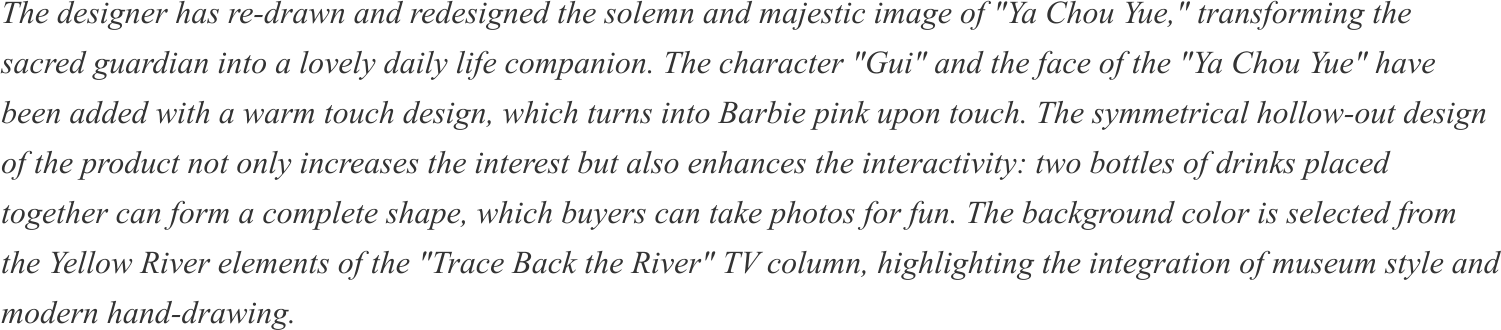 The designer has re-drawn and redesigned the solemn and majestic image of "Ya Chou Yue," transforming the
sacred guardian into a lovely daily life companion. The character "Gui" and the face of the "Ya Chou Yue" have
been added with a warm touch design, which turns into Barbie pink upon touch. The symmetrical hollow-out design
of the product not only increases the interest but also enhances the interactivity: two bottles of drinks placed
together can form a complete shape, which buyers can take photos for fun. The background color is selected from
the Yellow River elements of the "Trace Back the River" TV column, highlighting the integration of museum style and
modern hand-drawing.